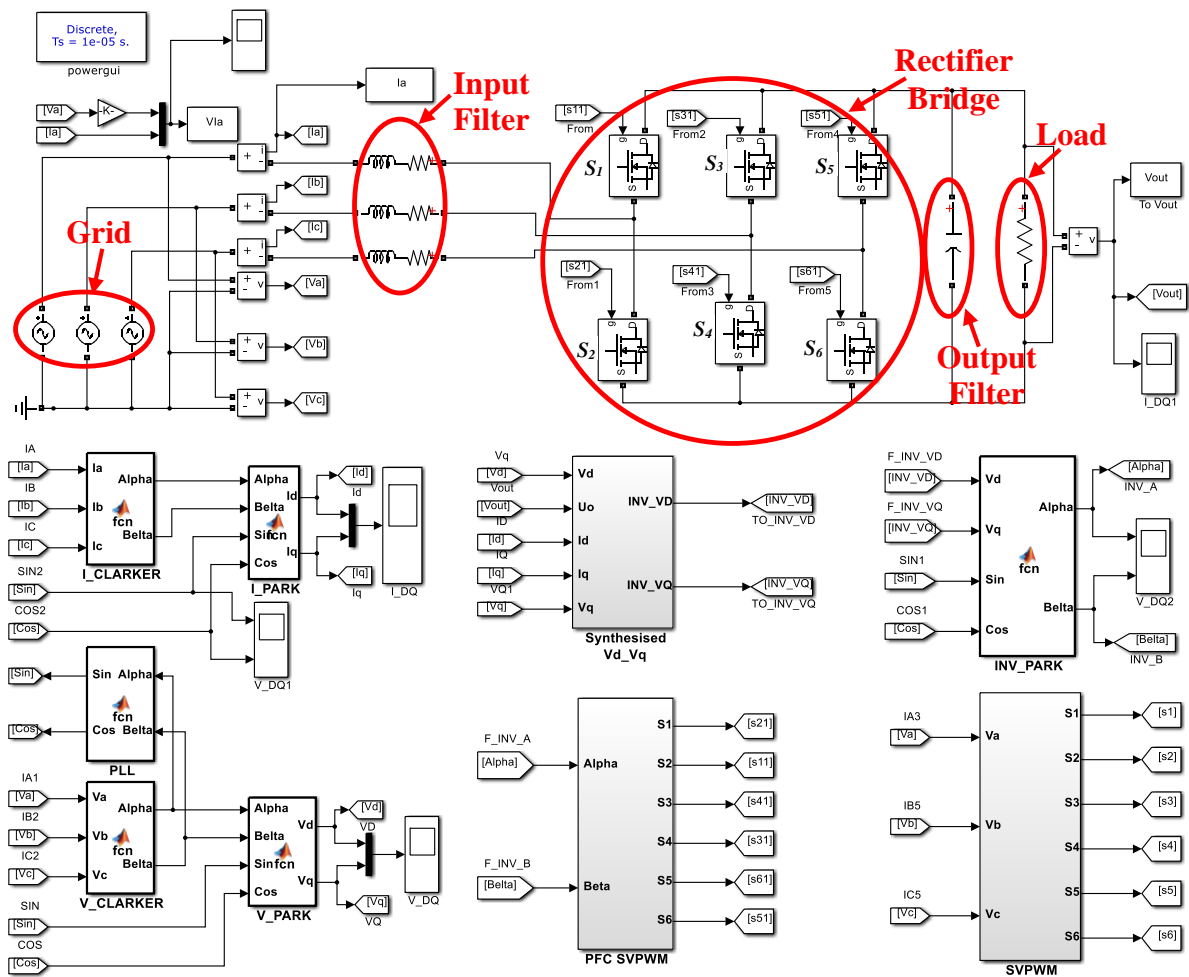 Discrete,
Ts = 1e-05 s.
powergui
[Va]
-K-
[Ia]
VIa
Ia
[Ia]
[Ib]
[Ic]
[Va]
[Vb]
[Vc]
+
-
i
+
-
i
+
-
i
+
-
v
+
-
v
+
-
v
Grid
Input
Filter
Rectifier
Bridge
Load
Output
Filter
[s11]
From
[s31]
From2
[s51]
From4
g
D
S
S1
g
D
S
S3
g
D
S
S5
[s21]
From1
[s41]
From3
[s61]
From5
g
D
S
S2
g
D
S
S4
g
D
S
S6
+
-
v
Vout
To Vout
[Vout]
I_DQ1
IA
[Ia]
IB
[Ib]
IC
[Ic]
Ia
Ib
Ic
Alpha
fcn
Belta
I_CLARKER
SIN2
[Sin]
COS2
[Cos]
Alpha
Belta
Sin
Cos
fcn
Id
Iq
I_PARK
[Id]
Id
[Iq]
Iq
I_DQ
V_DQ1
[Sin]
[Cos]
Sin
Alpha
fcn
Cos
Belta
PLL
IA1
[Va]
IB2
[Vb]
IC2
[Vc]
Va
Vb
Vc
Alpha
fcn
Belta
V_CLARKER
SIN
[Sin]
COS
[Cos]
Alpha
Belta
Sin
Cos
fcn
Vd
Vq
V_PARK
[Vd]
VD
[Vq]
VQ
V_DQ
Vq
[Vd]
Vout
[Vout]
ID
[Id]
IQ
[Iq]
VQ1
[Vq]
Vd
Uo
Id
Iq
Vq
INV_VD
INV_VQ
Synthesised
Vd_Vq
[INV_VD]
TO_INV_VD
[INV_VQ]
TO_INV_VQ
F_INV_VD
[INV_VD]
F_INV_VQ
[INV_VQ]
SIN1
[Sin]
COS1
[Cos]
Vd
Vq
Sin
Cos
fcn
Alpha
Belta
INV_PARK
[Alpha]
INV_A
V_DQ2
[Belta]
INV_B
F_INV_A
[Alpha]
F_INV_B
[Belta]
Alpha
Beta
S1
S2
S3
S4
S5
S6
PFC SVPWM
[s21]
[s11]
[s41]
[s31]
[s61]
[s51]
IA3
[Va]
IB5
[Vb]
IC5
[Vc]
Va
Vb
Vc
S1
S2
S3
S4
S5
S6
SVPWM
[s1]
[s2]
[s3]
[s4]
[s5]
[s6]